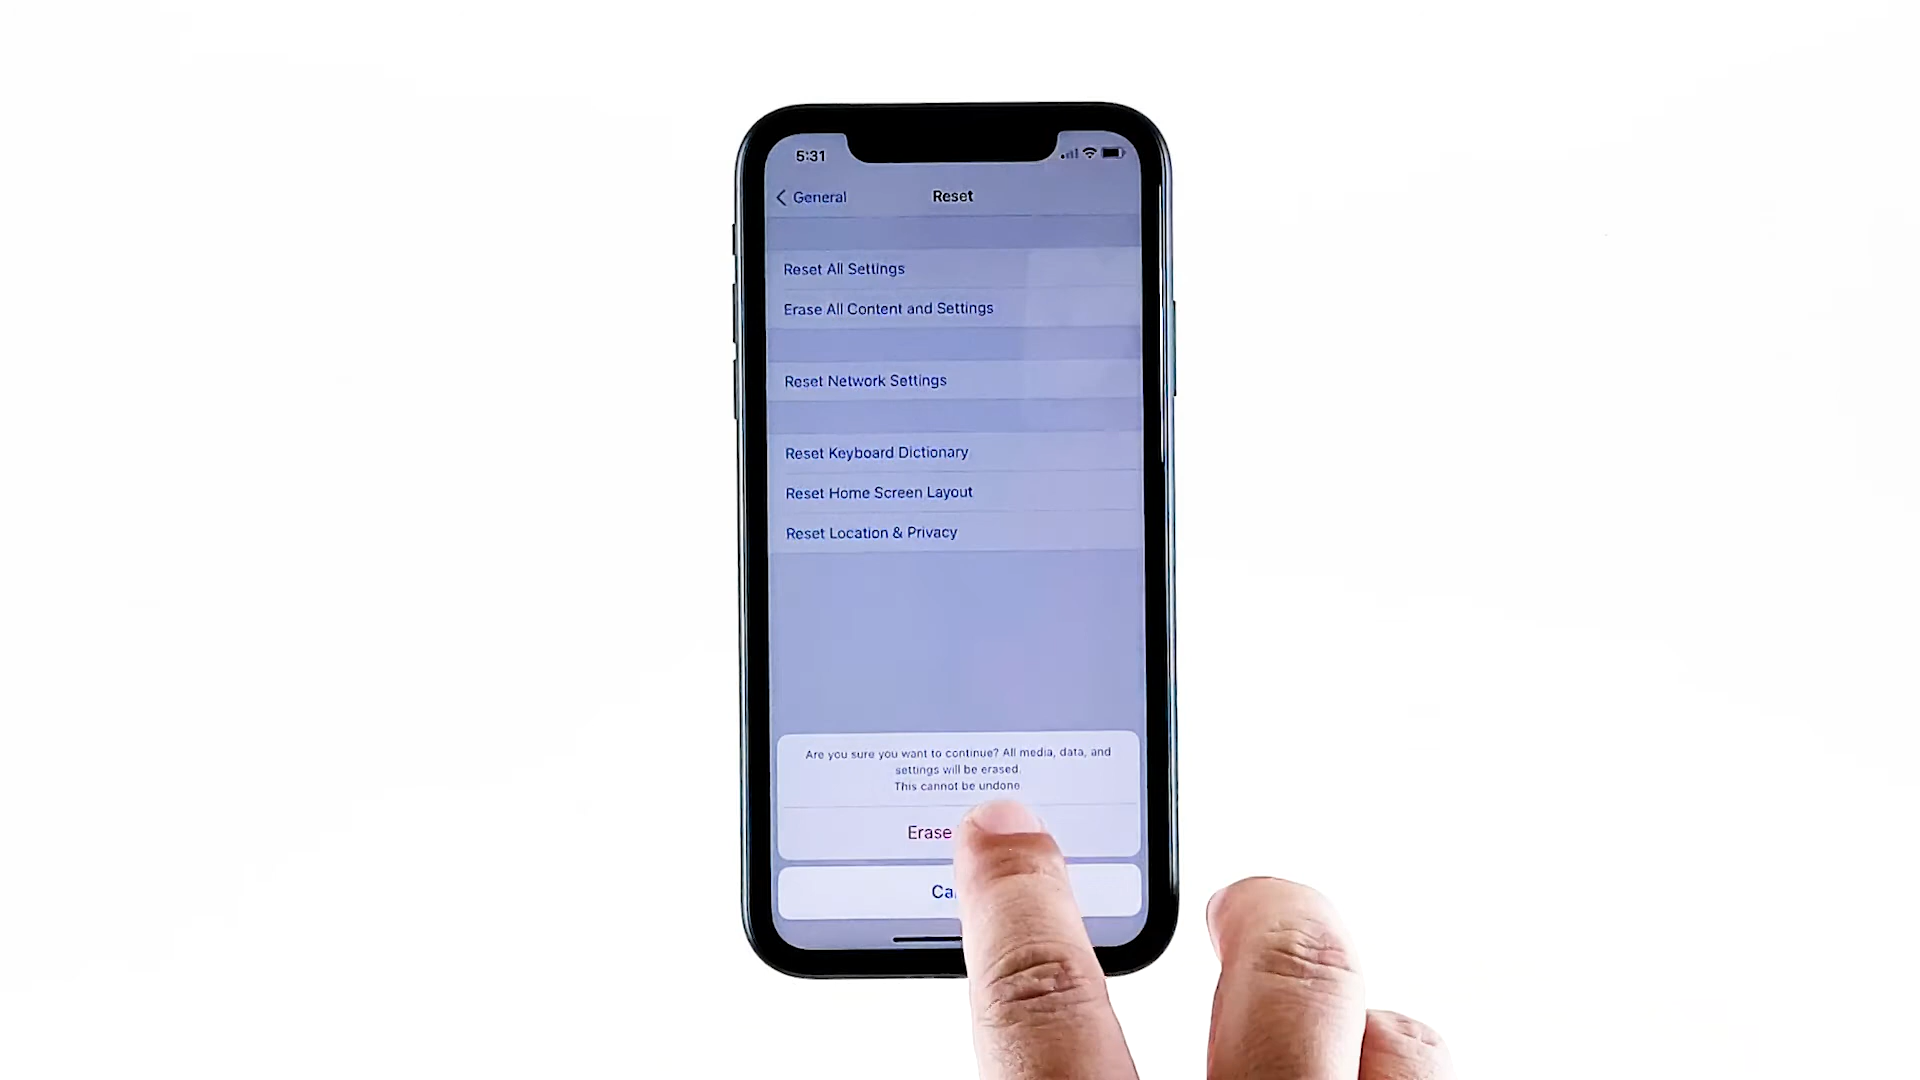 5:31
General
Reset
Reset All Settings
Erase All Content and Settings
Reset Network Settings
Reset Keyboard Dictionary
Reset Home Screen Layout
Reset Location & Privacy
Are you sure you want to continue? All media, data, and
settings will be erased.
This cannot be undone.
Erase